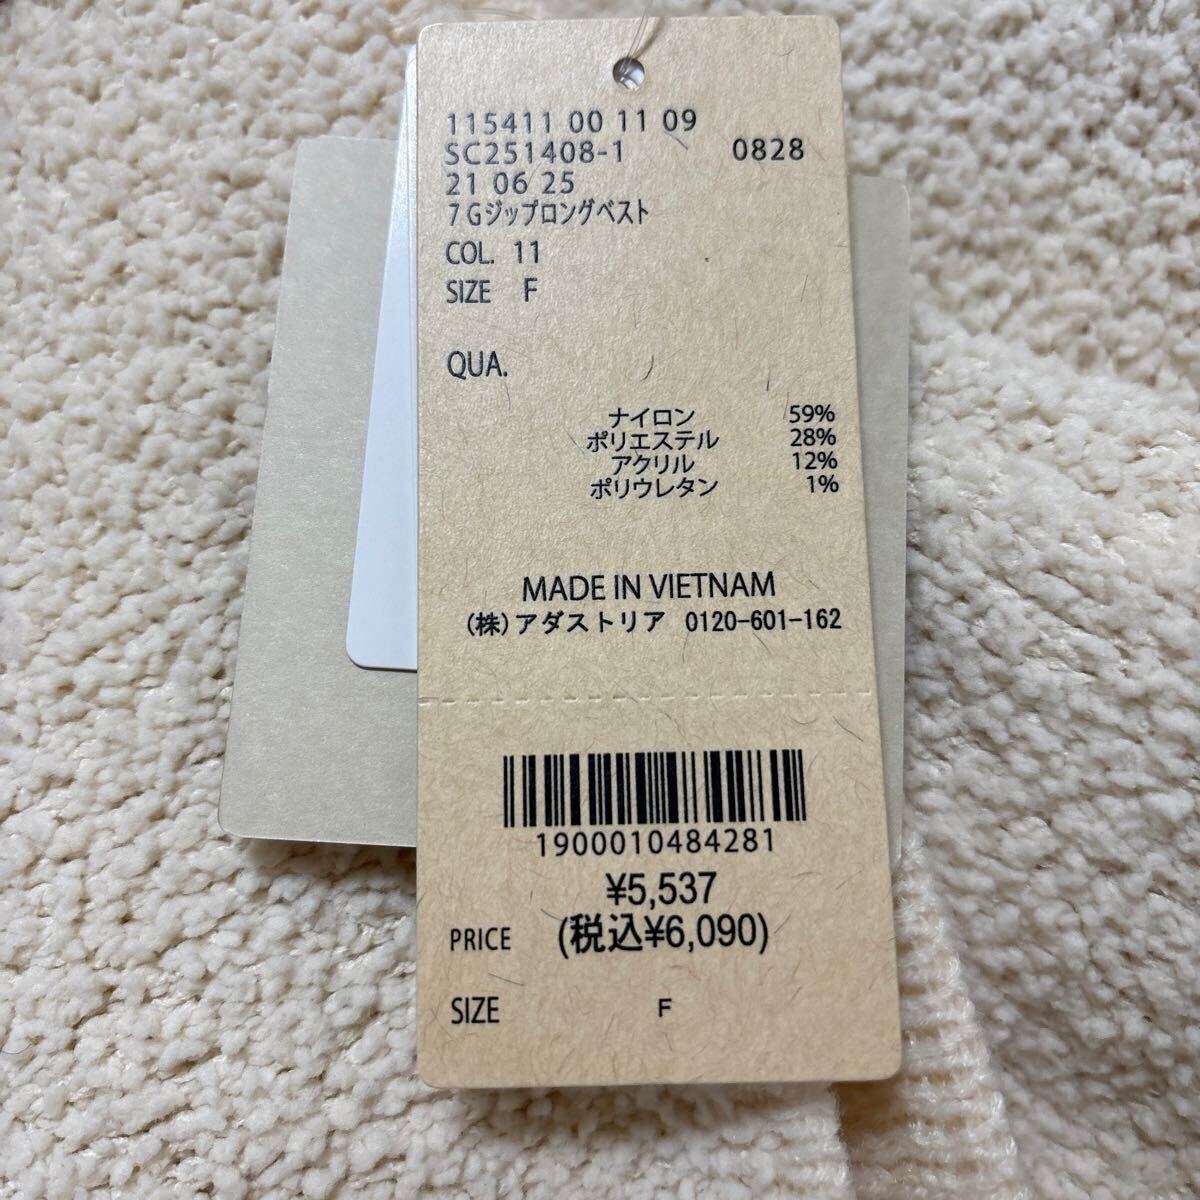 115411 00 11 09
SC251408-1 0828
21 06 25
7Gジップロングベスト
COL. 11
SIZE F
QUA.
ナイロン 59%
ポリエステル 28%
アクリル 12%
ポリウレタン 1%
MADE IN VIETNAM
(株)アダストリア 0120-601-162
1900010484281
¥5,537
PRICE (税込¥6,090)
SIZE F